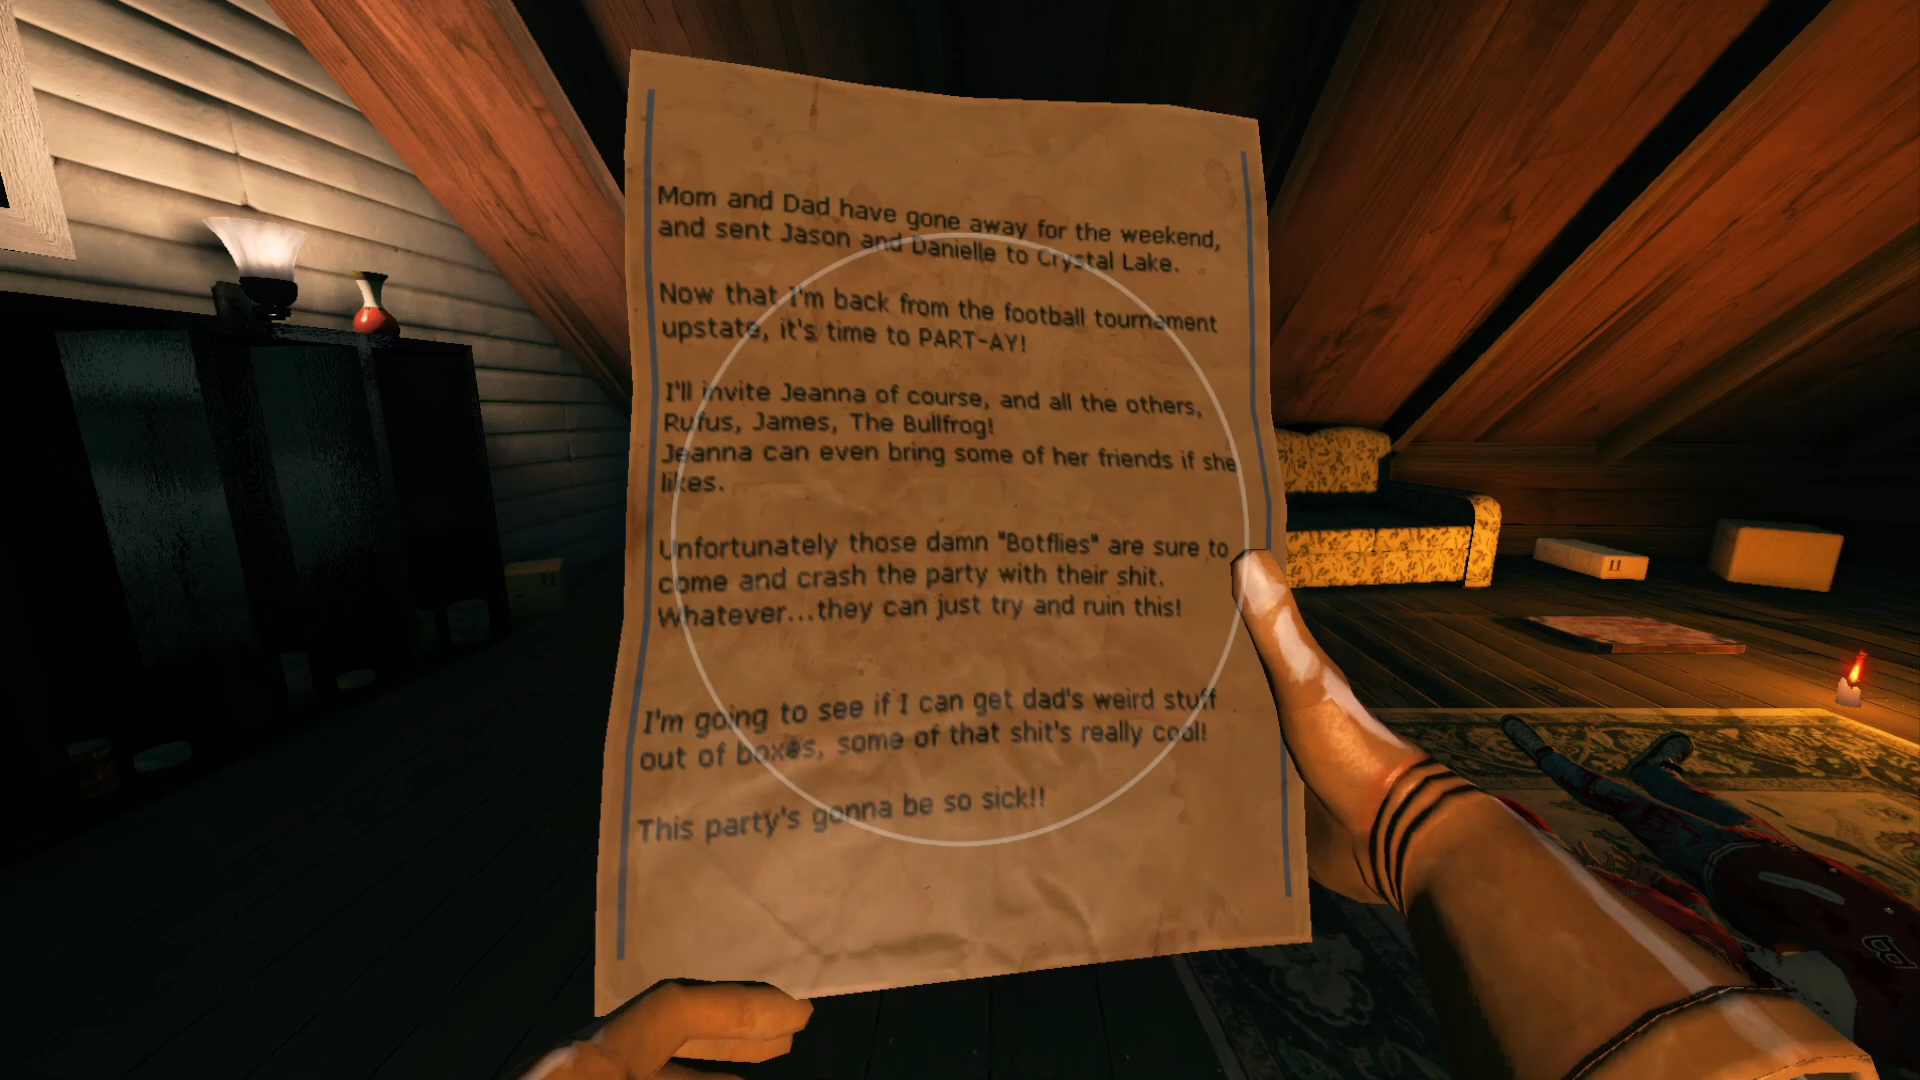 Mom and Dad have gone away for the weekend,
and sent Jason and Danielle to Crystal Lake.
Now that I'm back from the football tournament
upstate, it's time to PART-AY!
I'll invite Jeanna of course, and all the others,
Rufus, James, The Bullfrog!
Jeanna can even bring some of her friends if she
likes.
Unfortunately those damn "Botflies" are sure to
come and crash the party with their shit.
Whatever...they can just try and ruin this!
I'm going to see if I can get dad's weird stuff
out of boxes, some of that shit's really cool!
This party's gonna be so sick!!
B